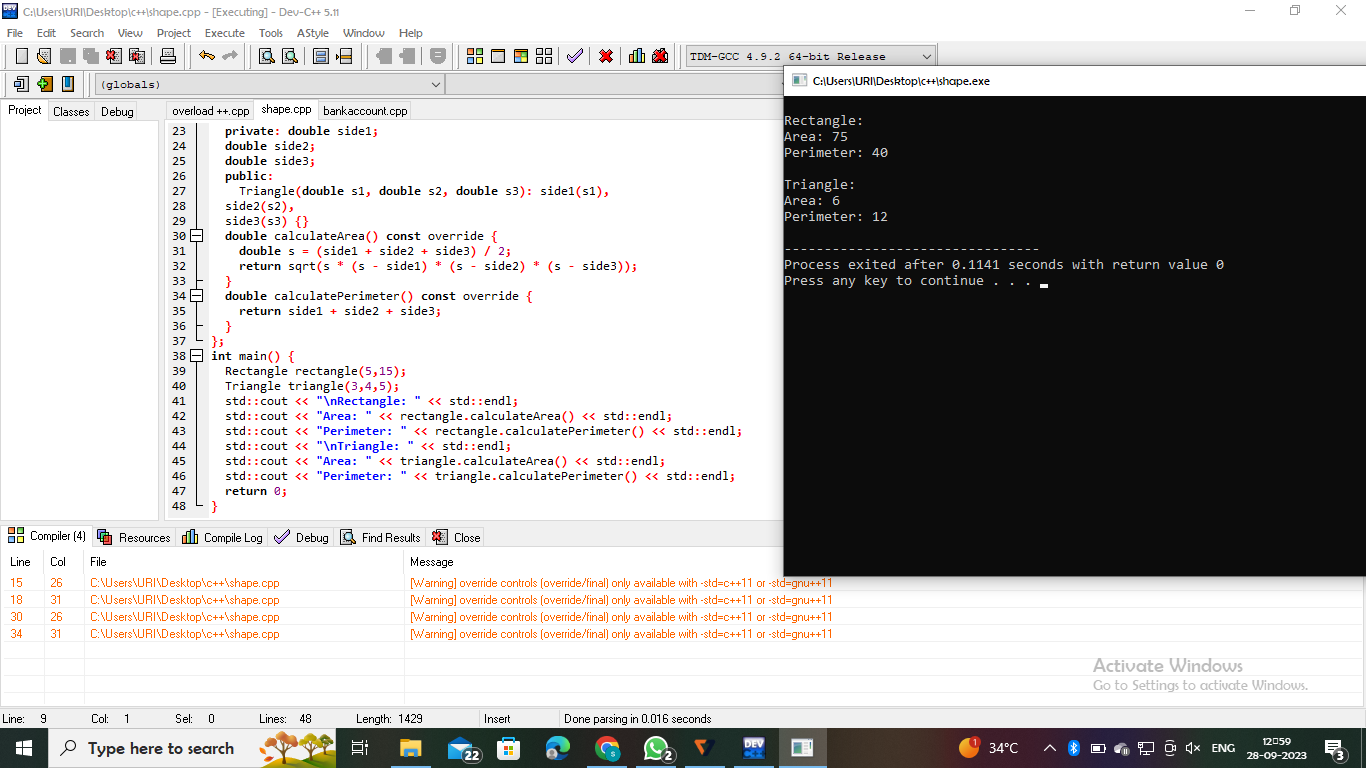 C:\Users\URI\Desktop\c++\shape.cpp - [Executing] - Dev-C++ 5.11
File Edit Search View Project Execute Tools AStyle Window Help
TDM-GCC 4.9.2 64-bit Release
(globals)
Project Classes Debug
overload ++.cpp shape.cpp bankaccount.cpp
23 private: double side1;
24 double side2;
25 double side3;
26 public:
27 Triangle(double s1, double s2, double s3): side1(s1),
28 side2(s2),
29 side3(s3) {}
30 double calculateArea() const override {
31 double s = (side1 + side2 + side3) / 2;
32 return sqrt(s * (s - side1) * (s - side2) * (s - side3));
33 }
34 double calculatePerimeter() const override {
35 return side1 + side2 + side3;
36 }
37 };
38 int main() {
39 Rectangle rectangle(5,15);
40 Triangle triangle(3,4,5);
41 std::cout << "\nRectangle: " << std::endl;
42 std::cout << "Area: " << rectangle.calculateArea() << std::endl;
43 std::cout << "Perimeter: " << rectangle.calculatePerimeter() << std::endl;
44 std::cout << "\nTriangle: " << std::endl;
45 std::cout << "Area: " << triangle.calculateArea() << std::endl;
46 std::cout << "Perimeter: " << triangle.calculatePerimeter() << std::endl;
47 return 0;
48 }
C:\Users\URI\Desktop\c++\shape.exe
Rectangle:
Area: 75
Perimeter: 40
Triangle:
Area: 6
Perimeter: 12
--------------------------------
Process exited after 0.1141 seconds with return value 0
Press any key to continue . . .
Compiler (4) Resources Compile Log Debug Find Results Close
Line Col File Message
15 26 C:\Users\URI\Desktop\c++\shape.cpp [Warning] override controls (override/final) only available with -std=c++11 or -std=gnu++11
18 31 C:\Users\URI\Desktop\c++\shape.cpp [Warning] override controls (override/final) only available with -std=c++11 or -std=gnu++11
30 26 C:\Users\URI\Desktop\c++\shape.cpp [Warning] override controls (override/final) only available with -std=c++11 or -std=gnu++11
34 31 C:\Users\URI\Desktop\c++\shape.cpp [Warning] override controls (override/final) only available with -std=c++11 or -std=gnu++11
Activate Windows
Go to Settings to activate Windows.
Line: 9 Col: 1 Sel: 0 Lines: 48 Length: 1429 Insert Done parsing in 0.016 seconds
Type here to search 22 2 DEV 1 34°C ENG 12:59
28-09-2023 3